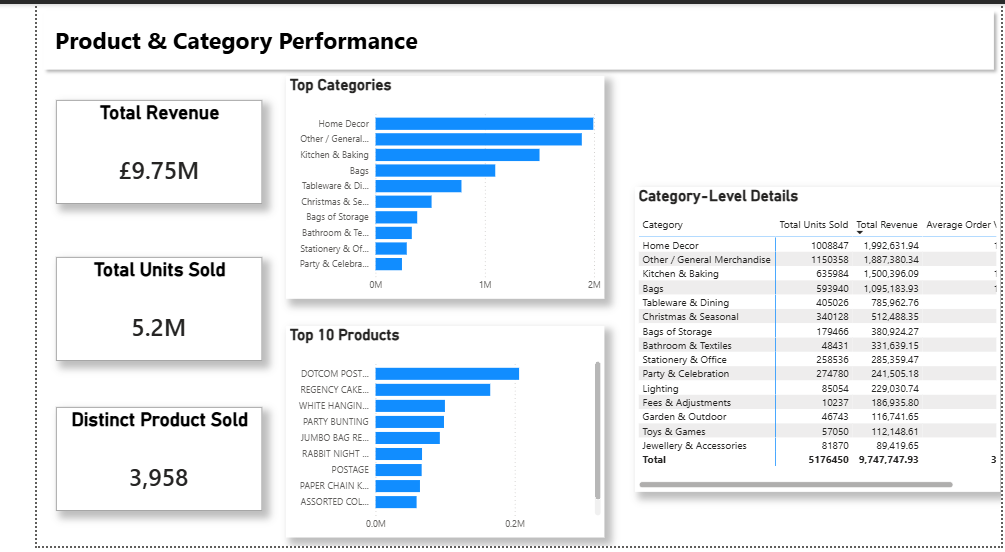 Product & Category Performance
Total Revenue
£9.75M
Total Units Sold
5.2M
Distinct Product Sold
3,958
Top Categories
Home Decor
Other / General...
Kitchen & Baking
Bags
Tableware & Di...
Christmas & Se...
Bags of Storage
Bathroom & Te...
Stationery & Of...
Party & Celebra...
0M 1M 2M
Top 10 Products
DOTCOM POST...
REGENCY CAKE...
WHITE HANGIN...
PARTY BUNTING
JUMBO BAG RE...
RABBIT NIGHT ...
POSTAGE
PAPER CHAIN K...
ASSORTED COL...
0.0M 0.2M
Category-Level Details
Category Total Units Sold Total Revenue Average Order
Home Decor 1008847 1,992,631.94 1
Other / General Merchandise 1150358 1,887,380.34
Kitchen & Baking 635984 1,500,396.09 1
Bags 593940 1,095,183.93 1
Tableware & Dining 405026 785,962.76
Christmas & Seasonal 340128 512,488.35
Bags of Storage 179466 380,924.27
Bathroom & Textiles 48431 331,639.15
Stationery & Office 258536 285,359.47
Party & Celebration 274780 241,505.18
Lighting 85054 229,030.74
Fees & Adjustments 10237 186,935.80
Garden & Outdoor 46743 116,741.65
Toys & Games 57050 112,148.61
Jewellery & Accessories 81870 89,419.65
Total 5176450 9,747,747.93 3